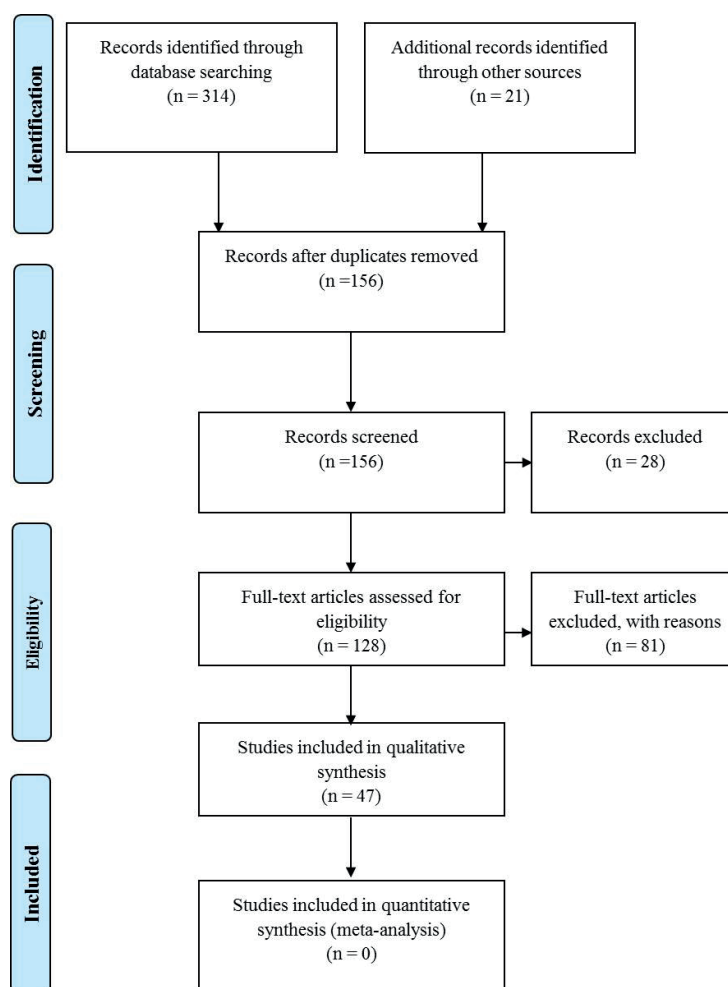 Identification
Records identified through
database searching
(n = 314)
Additional records identified
through other sources
(n = 21)
Records after duplicates removed
(n =156)
Screening
Records screened
(n =156)
Records excluded
(n = 28)
Eligibility
Full-text articles assessed for
eligibility
(n = 128)
Full-text articles
excluded, with reasons
(n = 81)
Studies included in qualitative
synthesis
(n = 47)
Included
Studies included in quantitative
synthesis (meta-analysis)
(n = 0)